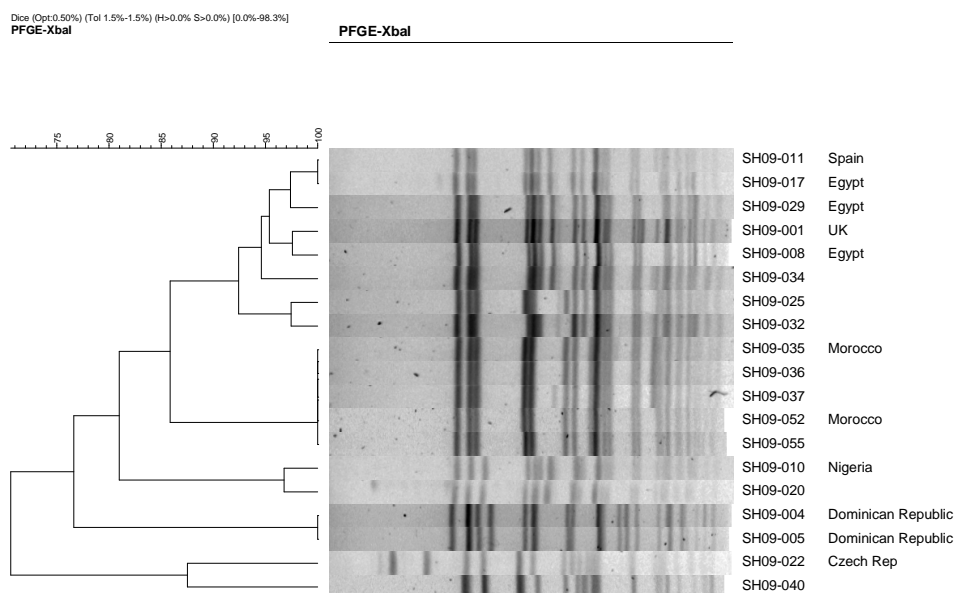 Dice (Opt:0.50%) (Tol 1.5%-1.5%) (H>0.0% S>0.0%) [0.0%-98.3%]
PFGE-XbaI PFGE-XbaI
75 80 85 90 95 100
SH09-011 Spain
SH09-017 Egypt
SH09-029 Egypt
SH09-001 UK
SH09-008 Egypt
SH09-034
SH09-025
SH09-032
SH09-035 Morocco
SH09-036
SH09-037
SH09-052 Morocco
SH09-055
SH09-010 Nigeria
SH09-020
SH09-004 Dominican Republic
SH09-005 Dominican Republic
SH09-022 Czech Rep
SH09-040